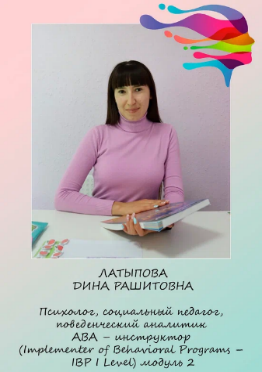 ЛАТЫПОВА
ДИНА РАШИТОВНА
Психолог, социальный педагог,
поведенческий аналитик
АВА – инструктор
(Implementer of Behavioral Programs –
IBP I Level) модуль 2